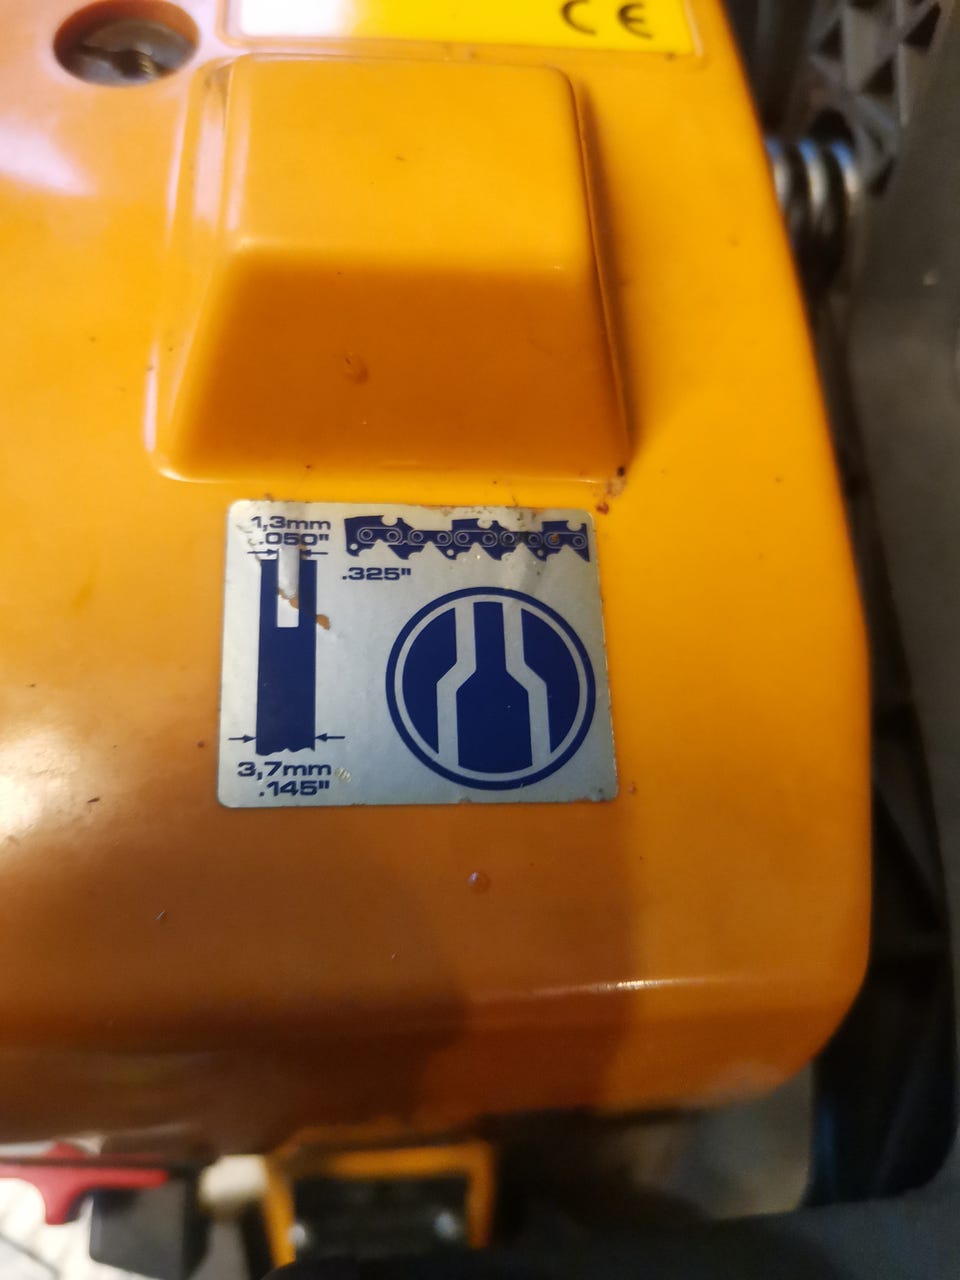 CE
1,3mm
.050"
.325"
3,7mm
.145"